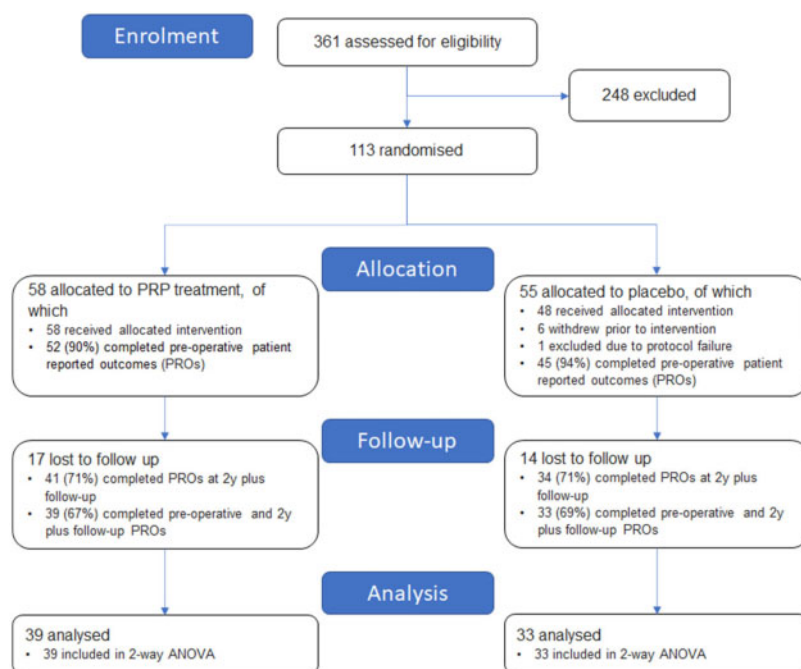 Enrolment
361 assessed for eligibility
248 excluded
113 randomised
Allocation
58 allocated to PRP treatment, of
which
• 58 received allocated intervention
• 52 (90%) completed pre-operative patient
reported outcomes (PROs)
55 allocated to placebo, of which
• 48 received allocated intervention
• 6 withdrew prior to intervention
• 1 excluded due to protocol failure
• 45 (94%) completed pre-operative patient
reported outcomes (PROs)
Follow-up
17 lost to follow up
• 41 (71%) completed PROs at 2y plus
follow-up
• 39 (67%) completed pre-operative and 2y
plus follow-up PROs
14 lost to follow up
• 34 (71%) completed PROs at 2y plus
follow-up
• 33 (69%) completed pre-operative and 2y
plus follow-up PROs
Analysis
39 analysed
• 39 included in 2-way ANOVA
33 analysed
• 33 included in 2-way ANOVA